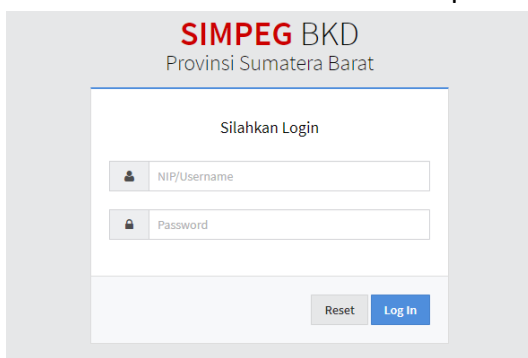 SIMPEG BKD
Provinsi Sumatera Barat
Silahkan Login
NIP/Username
Password
Reset Log In